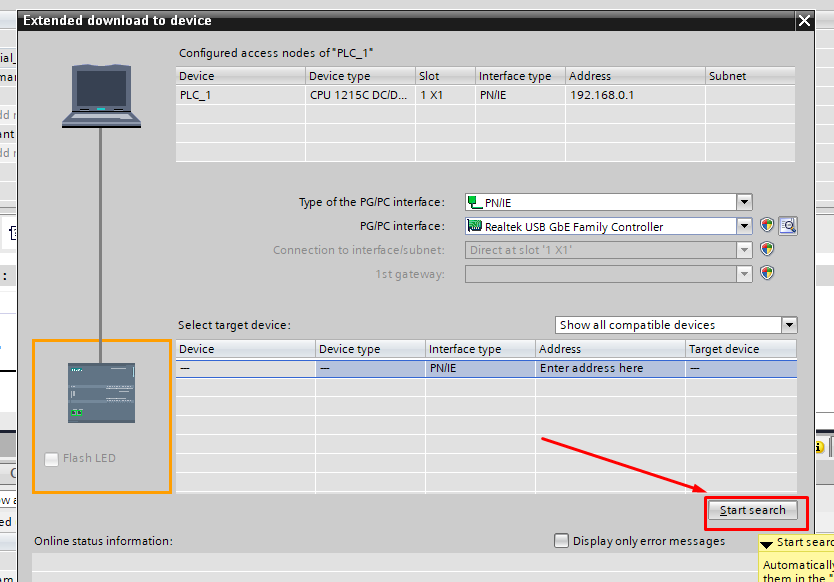 Extended download to device
Configured access nodes of "PLC_1"
Device Device type Slot Interface type Address Subnet
PLC_1 CPU 1215C DC/D... 1 X1 PN/IE 192.168.0.1
Type of the PG/PC interface: PN/IE
PG/PC interface: Realtek USB GbE Family Controller
Connection to interface/subnet: Direct at slot '1 X1'
1st gateway:
Select target device: Show all compatible devices
Device Device type Interface type Address Target device
— — PN/IE Enter address here —
Flash LED
Start search
Online status information: Display only error messages
Start searc
Automatically
them in the "